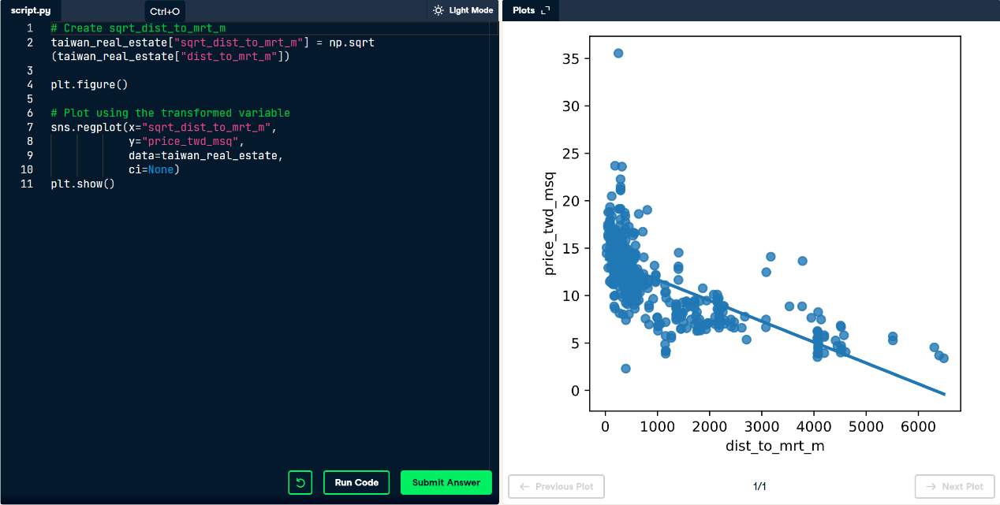 script.py
Ctrl+O
Light Mode
1 # Create sqrt_dist_to_mrt_m
2 taiwan_real_estate["sqrt_dist_to_mrt_m"] = np.sqrt
(taiwan_real_estate["dist_to_mrt_m"])
3
4 plt.figure()
5
6 # Plot using the transformed variable
7 sns.regplot(x="sqrt_dist_to_mrt_m",
8 y="price_twd_msq",
9 data=taiwan_real_estate,
10 ci=None)
11 plt.show()
Run Code
Submit Answer
Plots
35
30
25
20
15
10
5
0
price_twd_msq
0 1000 2000 3000 4000 5000 6000
dist_to_mrt_m
← Previous Plot
1/1
→ Next Plot